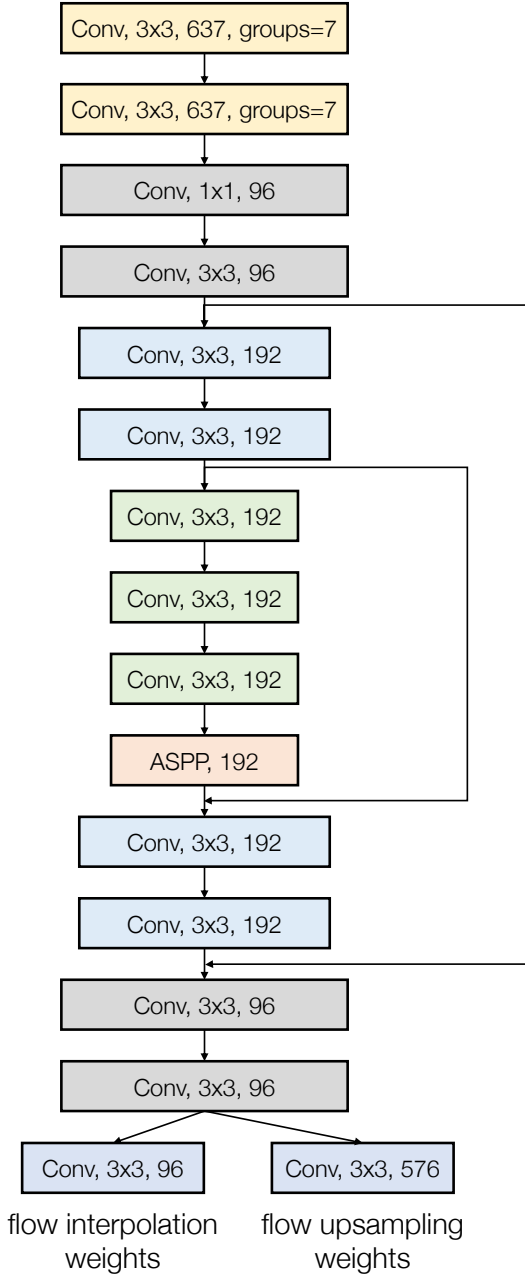 Conv, 3x3, 637, groups=7
Conv, 3x3, 637, groups=7
Conv, 1x1, 96
Conv, 3x3, 96
Conv, 3x3, 192
Conv, 3x3, 192
Conv, 3x3, 192
Conv, 3x3, 192
Conv, 3x3, 192
ASPP, 192
Conv, 3x3, 192
Conv, 3x3, 192
Conv, 3x3, 96
Conv, 3x3, 96
Conv, 3x3, 96
flow interpolation
weights
Conv, 3x3, 576
flow upsampling
weights